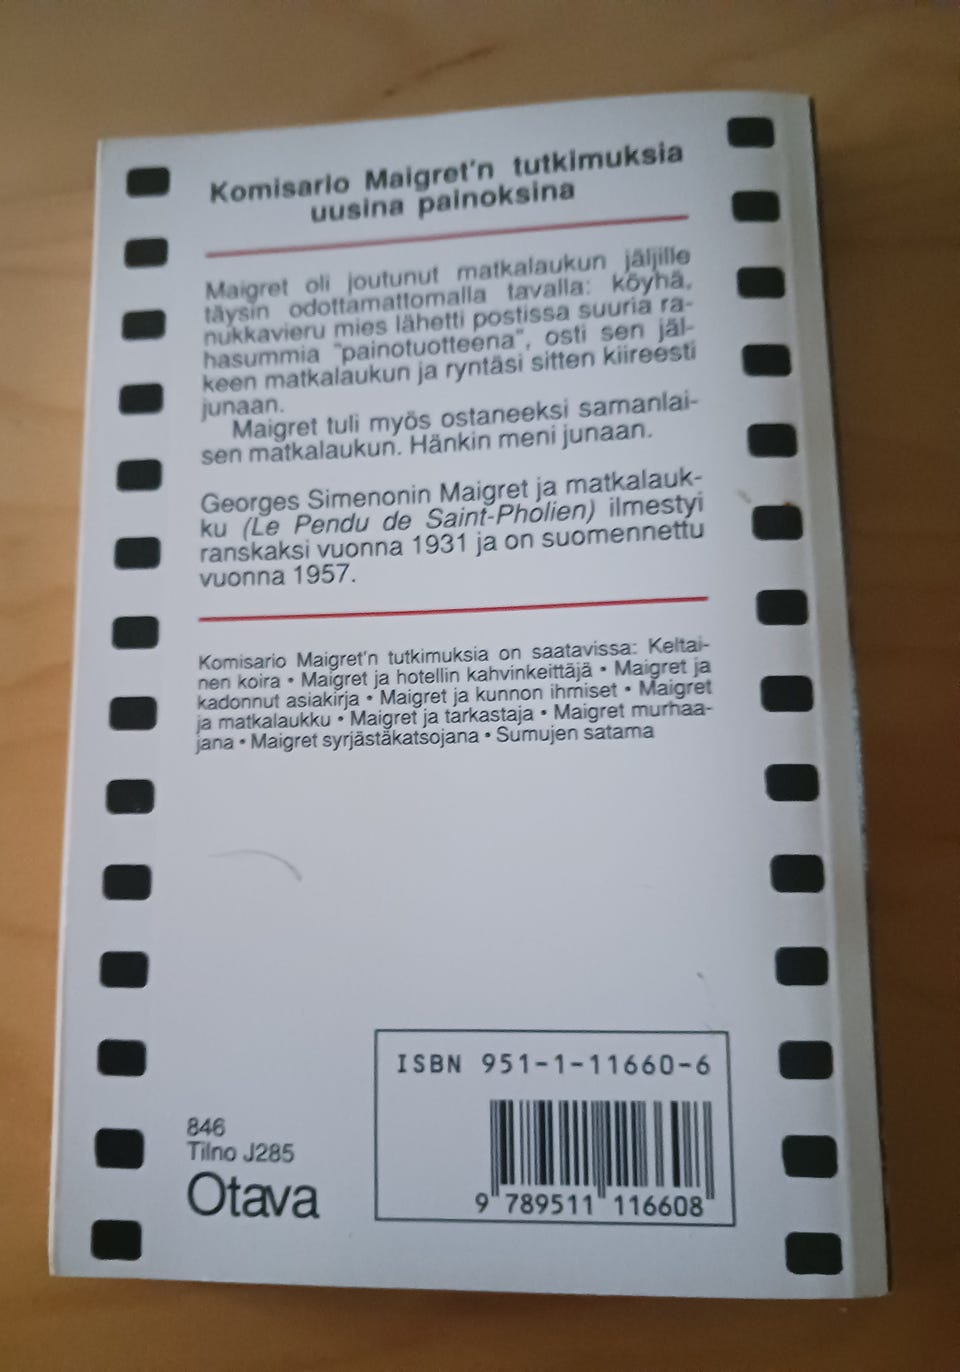 Komisario Maigret'n tutkimuksia
uusina painoksina
Maigret oli joutunut matkalaukun jäljille
täysin odottamattomalla tavalla: köyhä,
nukkavieru mies lähetti postissa suuria ra-
hasummia "painotuotteena", osti sen jäl-
keen matkalaukun ja ryntäsi sitten kiireesti
junaan.
Maigret tuli myös ostaneeksi samanlai-
sen matkalaukun. Hänkin meni junaan.
Georges Simenonin Maigret ja matkalauk-
ku (Le Pendu de Saint-Pholien) ilmestyi
ranskaksi vuonna 1931 ja on suomennettu
vuonna 1957.
Komisario Maigret'n tutkimuksia on saatavissa: Keltai-
nen koira • Maigret ja hotellin kahvinkeittäjä • Maigret ja
kadonnut asiakirja • Maigret ja kunnon ihmiset • Maigret
ja matkalaukku • Maigret ja tarkastaja • Maigret murhaa-
jana • Maigret syrjästäkatsojana • Sumujen satama
ISBN 951-1-11660-6
846
Tilno J285
Otava
9 789511 116608